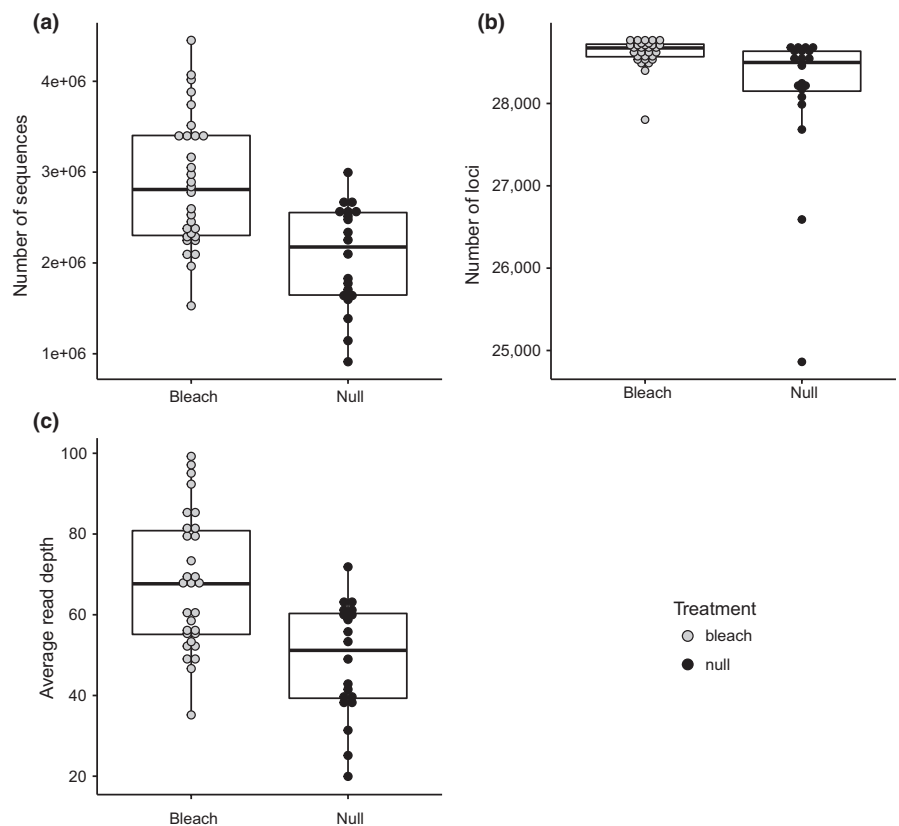 (a)
Number of sequences
4e+06
3e+06
2e+06
1e+06
Bleach
Null
(b)
Number of loci
28,000
27,000
26,000
25,000
Bleach
Null
(c)
Average read depth
100
80
60
40
20
Bleach
Null
Treatment
bleach
null